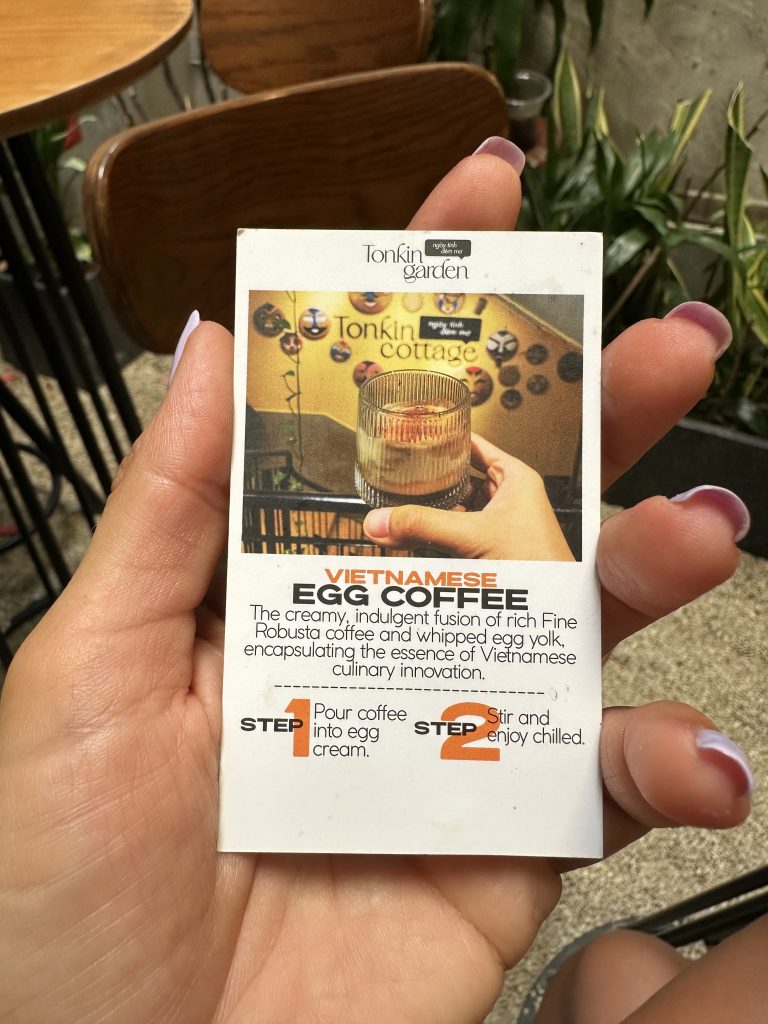 Tonkin
ngày tình
đêm mơ
garden
Tonkin
ngày tình
đêm mơ
cottage
VIETNAMESE
EGG COFFEE
The creamy, indulgent fusion of rich Fine
Robusta coffee and whipped egg yolk,
encapsulating the essence of Vietnamese
culinary innovation.
STEP 1 Pour coffee
into egg
cream.
STEP 2 Stir and
enjoy chilled.